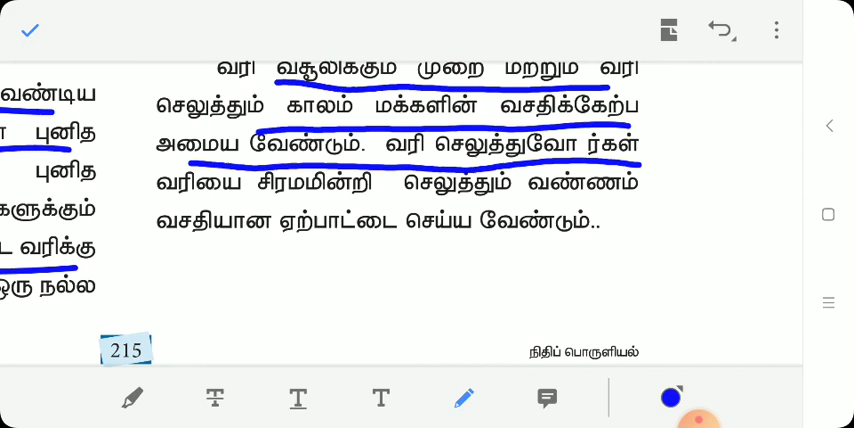 வேண்டிய
புனித
புனித
களுக்கும்
வரிக்கு
ஒரு நல்ல
வரி வசூலிக்கும் முறை மற்றும் வரி
செலுத்தும் காலம் மக்களின் வசதிக்கேற்ப
அமைய வேண்டும். வரி செலுத்துவோ ர்கள்
வரியை சிரமமின்றி செலுத்தும் வண்ணம்
வசதியான ஏற்பாட்டை செய்ய வேண்டும்..
215
நிதிப் பொருளியல்
T T T